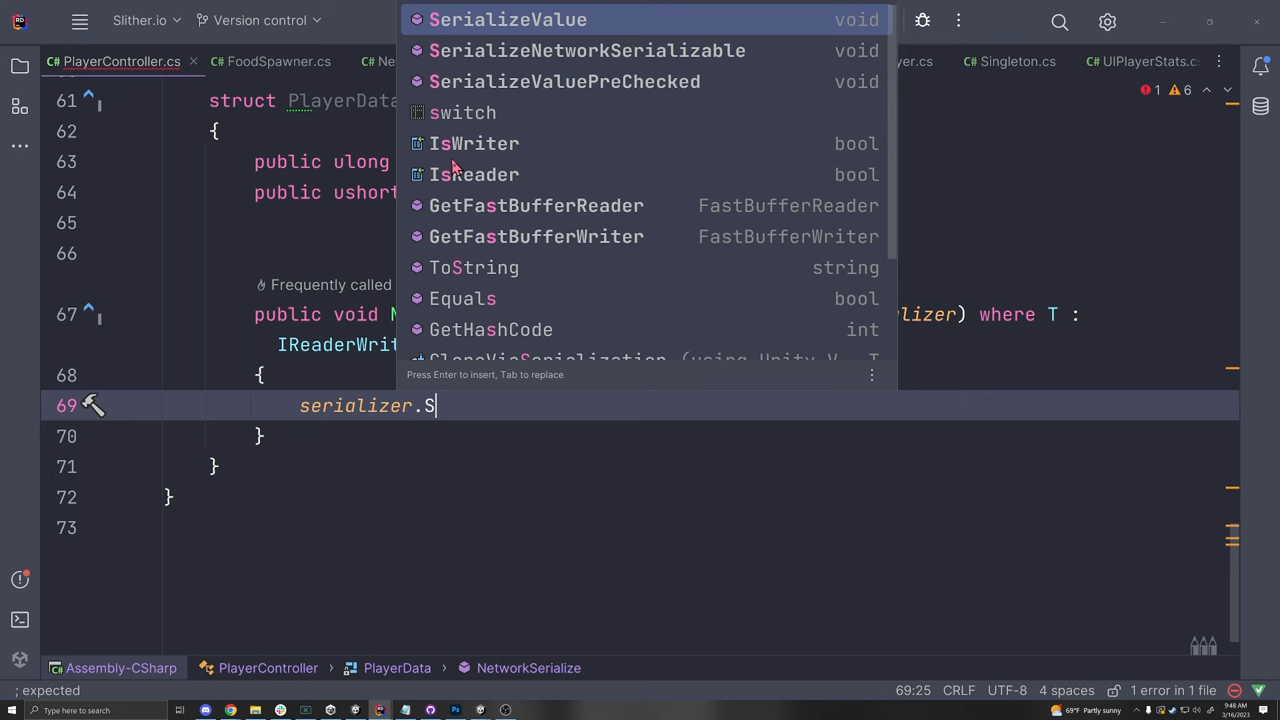 Slither.io
Version control
PlayerController.cs
FoodSpawner.cs
Ne
yer.cs
Singleton.cs
UIPlayerStats.cs
1 6
61 struct PlayerData
62 {
63 public ulong
64 public ushort
65
66
Frequently called
67 public void N
alizer) where T :
IReaderWrit
68 {
69 serializer.S
70 }
71 }
72 }
73
SerializeValue void
SerializeNetworkSerializable void
SerializeValuePreChecked void
switch
IsWriter bool
IsReader bool
GetFastBufferReader FastBufferReader
GetFastBufferWriter FastBufferWriter
ToString string
Equals bool
GetHashCode int
CloneViaSerialization (using Unity.V… T
Press Enter to insert, Tab to replace
Assembly-CSharp PlayerController PlayerData NetworkSerialize
; expected 69:25 CRLF UTF-8 4 spaces 1 error in 1 file
Type here to search
69°F Partly sunny
9:48 AM
3/16/2023